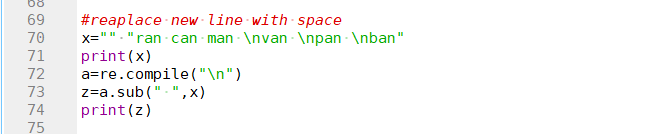 68
69 #reaplace new line with space
70 x="" "ran can man \nvan \npan \nban"
71 print(x)
72 a=re.compile("\n")
73 z=a.sub(" ",x)
74 print(z)
75